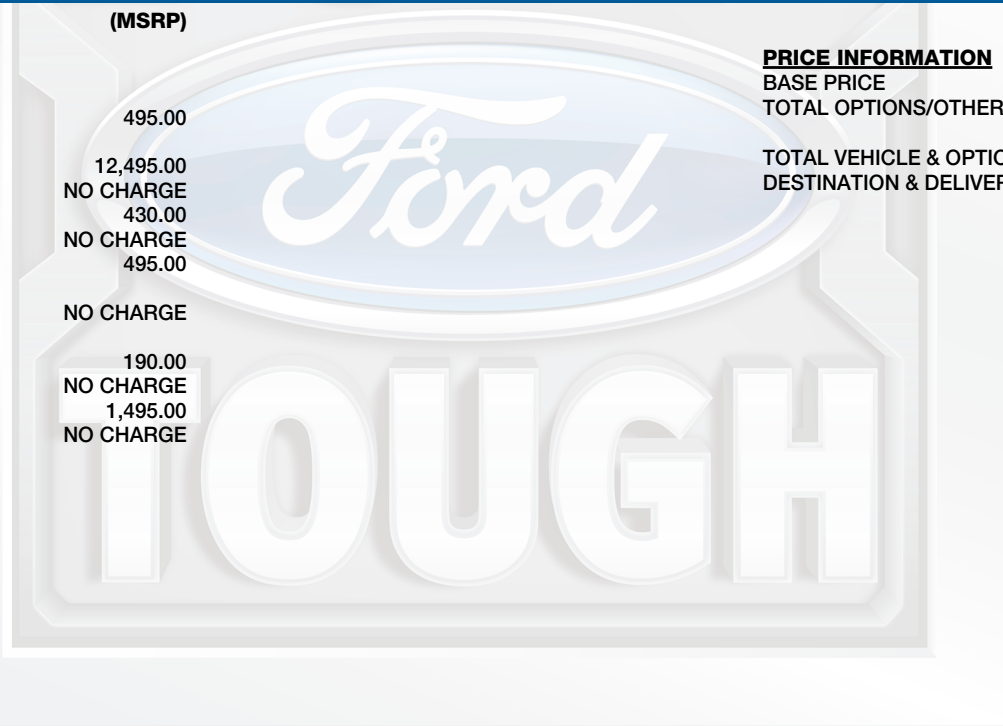 (MSRP)
495.00
12,495.00
NO CHARGE
430.00
NO CHARGE
495.00
NO CHARGE
190.00
NO CHARGE
1,495.00
NO CHARGE
PRICE INFORMATION
BASE PRICE
TOTAL OPTIONS/OTHER
TOTAL VEHICLE & OPTIO
DESTINATION & DELIVER
Ford
TOUGH